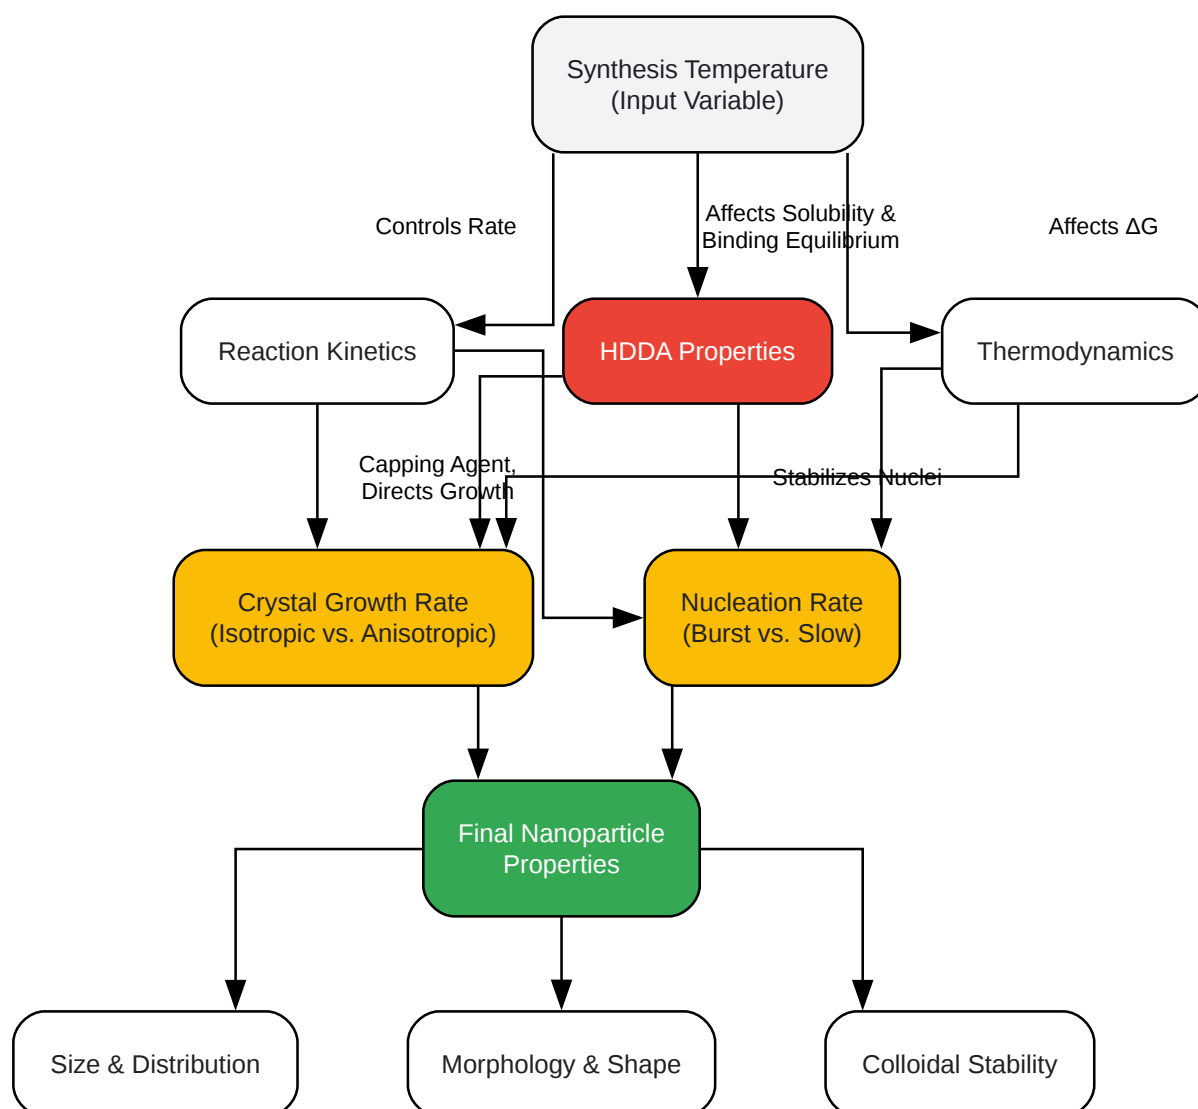 Synthesis Temperature
(Input Variable)
Controls Rate
Affects Solubility &
Binding Equilibrium
Affects ΔG
Reaction Kinetics
HDDA Properties
Thermodynamics
Capping Agent,
Directs Growth
Stabilizes Nuclei
Crystal Growth Rate
(Isotropic vs. Anisotropic)
Nucleation Rate
(Burst vs. Slow)
Final Nanoparticle
Properties
Size & Distribution
Morphology & Shape
Colloidal Stability